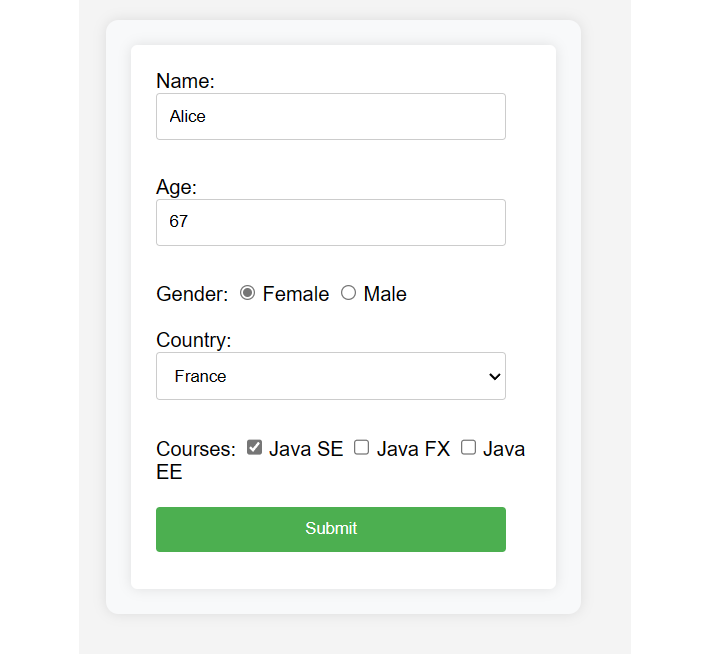 Name:
Alice
Age:
67
Gender: Female Male
Country:
France
Courses: Java SE Java FX Java
EE
Submit